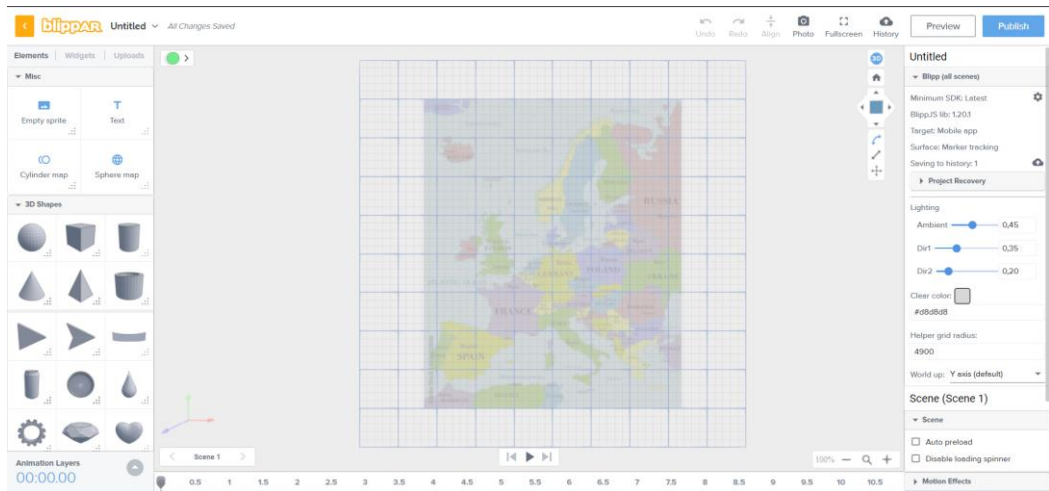 blippAR Untitled All Changes Saved
Undo Redo Align Photo Fullscreen History Preview Publish
Elements Widgets Uploads
Misc
Empty sprite Text
Cylinder map Sphere map
3D Shapes
Animation Layers
00:00.00
3D
RUSSIA
GERMANY
POLAND
FRANCE
SPAIN
Scene 1
100%
0.5 1 1.5 2 2.5 3 3.5 4 4.5 5 5.5 6 6.5 7 7.5 8 8.5 9 9.5 10 10.5
Untitled
Blipp (all scenes)
Minimum SDK: Latest
BlippJS lib: 1.20.1
Target: Mobile app
Surface: Marker tracking
Saving to history: 1
Project Recovery
Lighting
Ambient 0,45
Dir1 0,35
Dir2 0,20
Clear color:
#d8d8d8
Helper grid radius:
4900
World up: Y axis (default)
Scene (Scene 1)
Scene
Auto preload
Disable loading spinner
Motion Effects